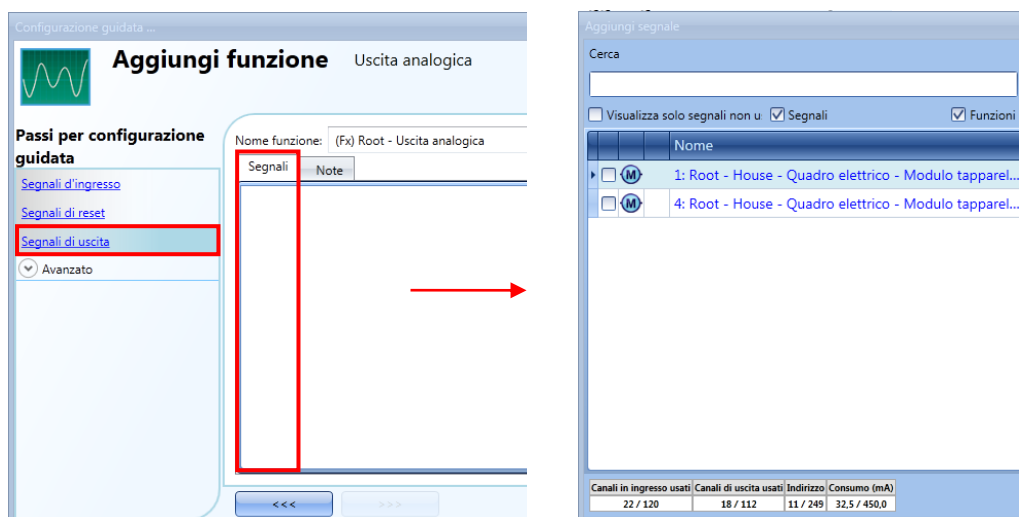 Configurazione guidata ...
Aggiungi funzione Uscita analogica
Passi per configurazione
guidata
Segnali d'ingresso
Segnali di reset
Segnali di uscita
Avanzato
Nome funzione: (Fx) Root - Uscita analogica
Segnali Note
<<< >>>
Aggiungi segnale
Cerca
Visualizza solo segnali non u Segnali Funzioni
Nome
M 1: Root - House - Quadro elettrico - Modulo tapparel...
M 4: Root - House - Quadro elettrico - Modulo tapparel...
Canali in ingresso usati Canali di uscita usati Indirizzo Consumo (mA)
22 / 120 18 / 112 11 / 249 32,5 / 450,0